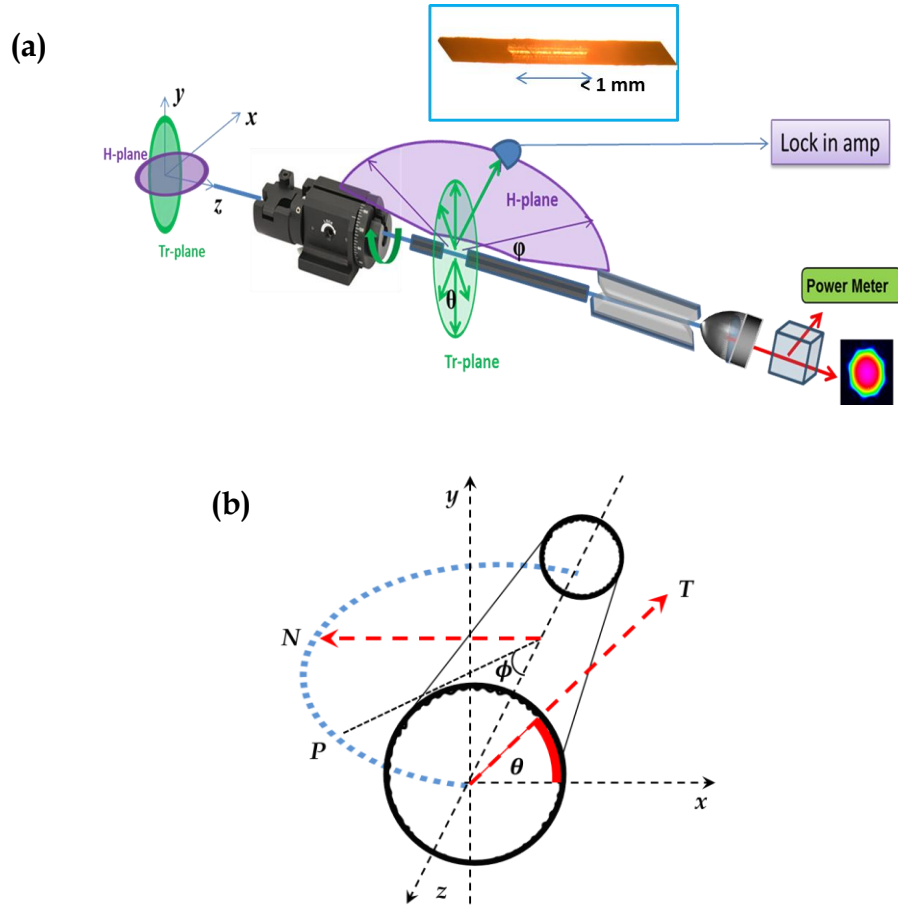 (a)
< 1 mm
y
x
H-plane
z
Tr-plane
H-plane
φ
θ
Tr-plane
Lock in amp
Power Meter
(b)
y
T
N
ϕ
P
θ
x
z